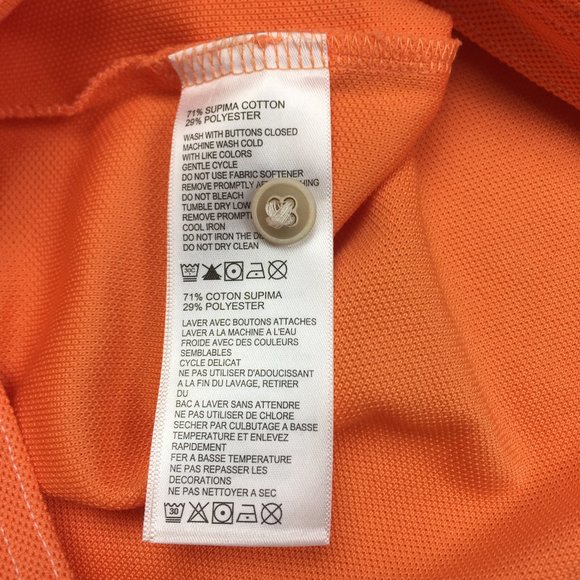 71% SUPIMA COTTON
29% POLYESTER
WASH WITH BUTTONS CLOSED
MACHINE WASH COLD
WITH LIKE COLORS
GENTLE CYCLE
DO NOT USE FABRIC SOFTENER
REMOVE PROMPTLY
DO NOT BLEACH
TUMBLE DRY LOW
REMOVE
COOL IRON
DO NOT IRON THE
DO NOT DRY CLEAN
30C
71% COTON SUPIMA
29% POLYESTER
LAVER AVEC BOUTONS ATTACHES
LAVER A LA MACHINE A L'EAU
FROIDE AVEC DES COULEURS
SEMBLABLES
CYCLE DELICAT
NE PAS UTILISER D'ADOUCISSANT
A LA FIN DU LAVAGE, RETIRER
DU
BAC A LAVER SANS ATTENDRE
NE PAS UTILISER DE CHLORE
SECHER PAR CULBUTAGE A BASSE
TEMPERATURE ET ENLEVEZ
RAPIDEMENT
FER A BASSE TEMPERATURE
NE PAS REPASSER LES
DECORATIONS
NE PAS NETTOYER A SEC
30